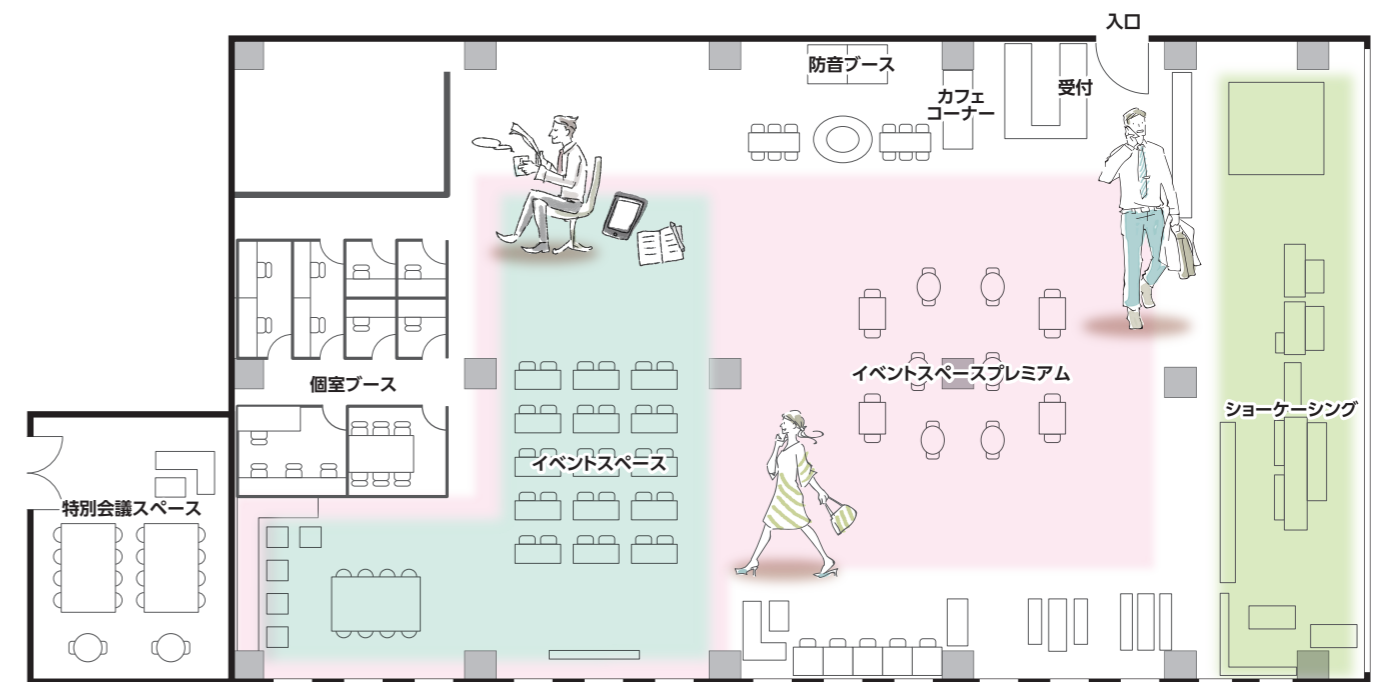 入口
防音ブース
カフェ
コーナー
受付
イベントスペースプレミアム
個室ブース
ショーケーシング
イベントスペース
特別会議スペース